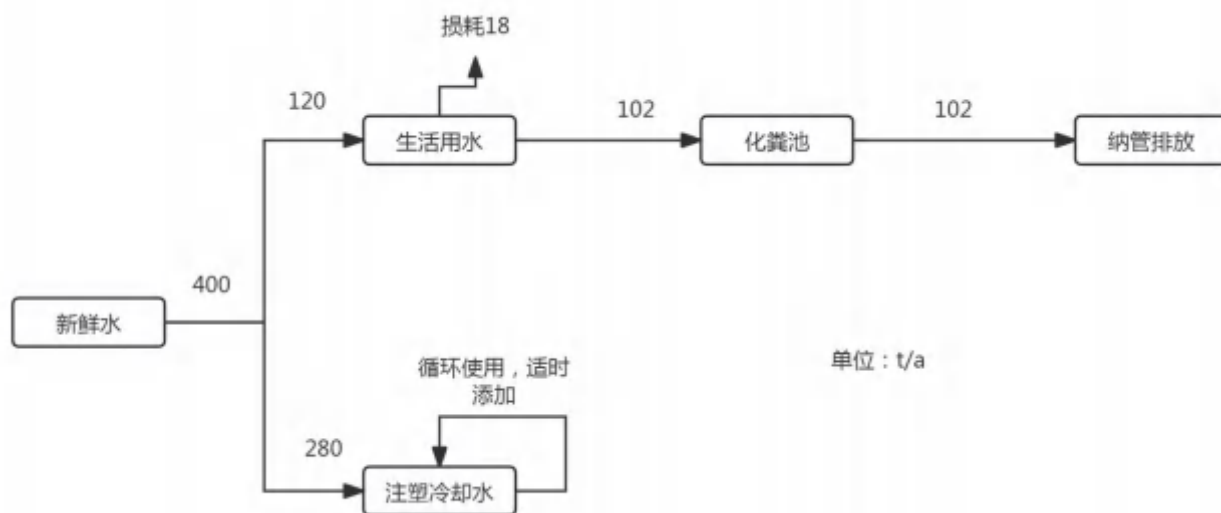 损耗18
120
生活用水
102
化粪池
102
纳管排放
400
新鲜水
循环使用，适时
添加
单位：t/a
280
注塑冷却水